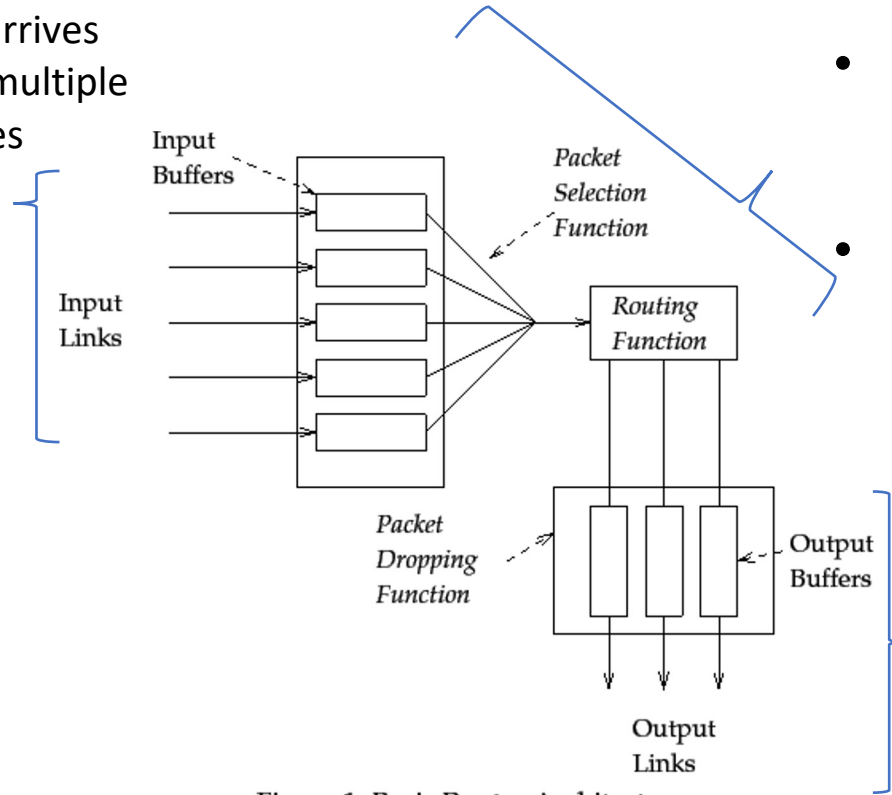 rrives
multiple
es
•
•
Input
Buffers
Packet
Selection
Function
Input
Links
Routing
Function
Packet
Dropping
Function
Output
Buffers
Output
Links